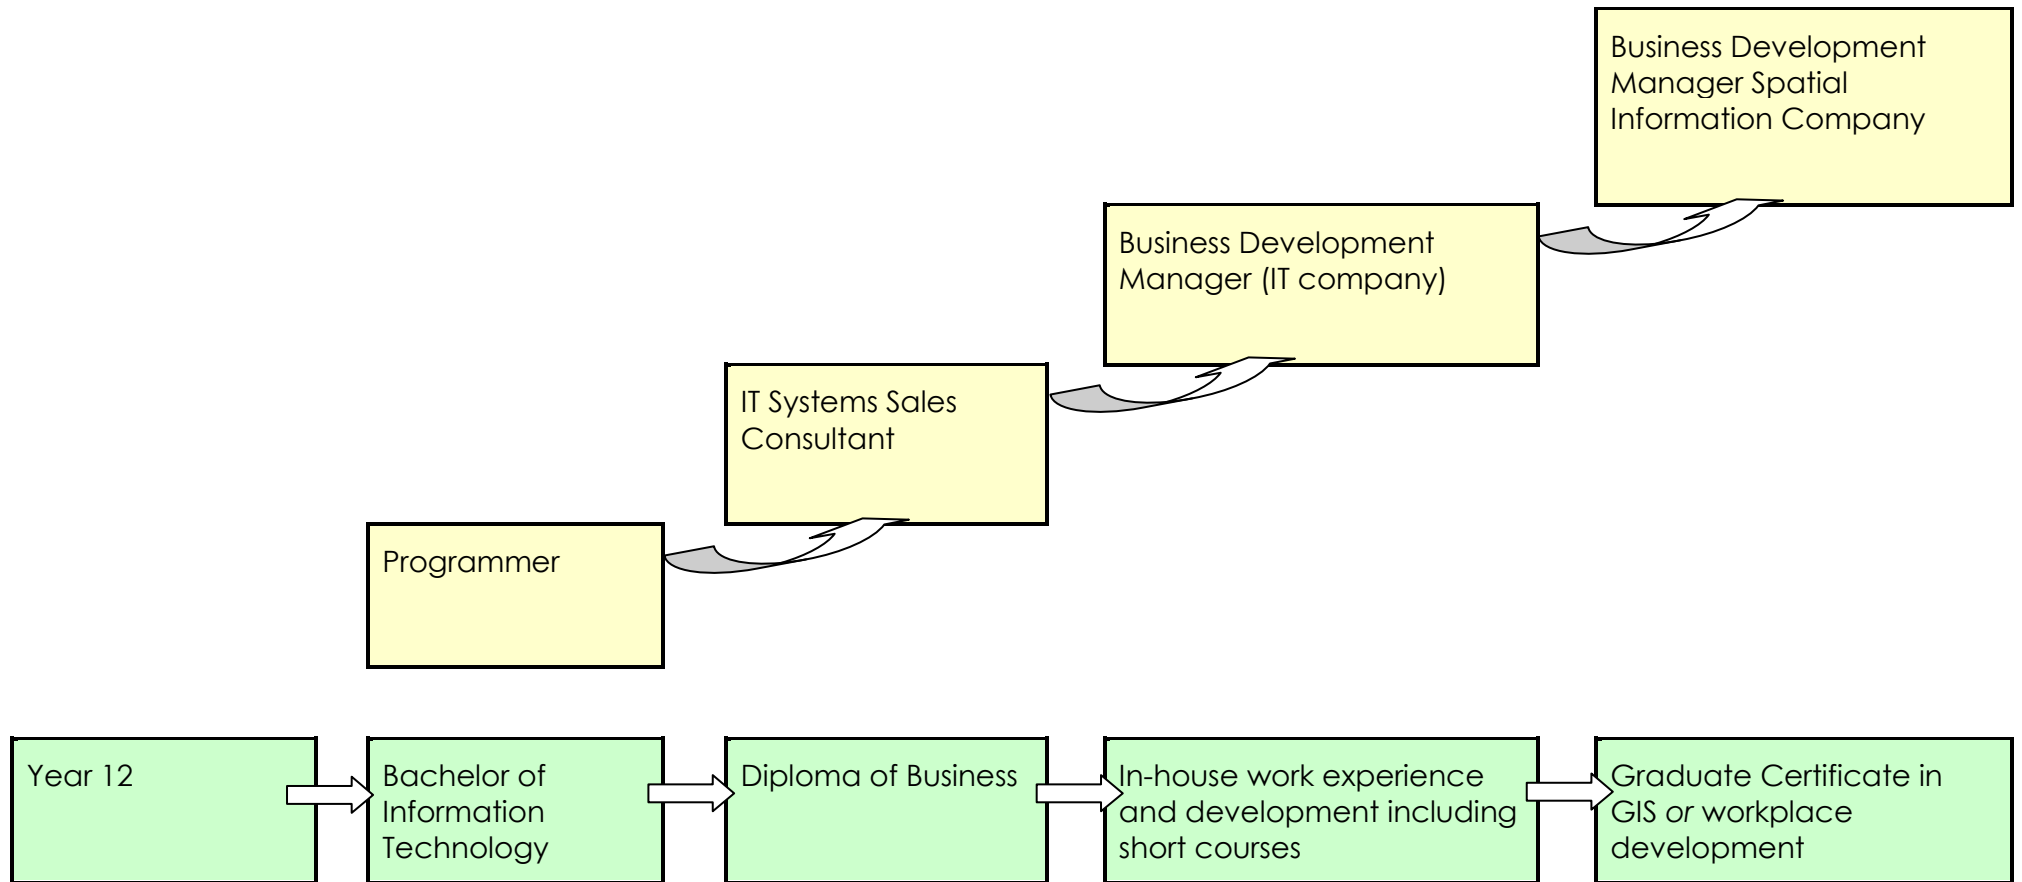 Business Development
Manager Spatial
Information Company
Business Development
Manager (IT company)
IT Systems Sales
Consultant
Programmer
Year 12
Bachelor of
Information
Technology
Diploma of Business
In-house work experience
and development including
short courses
Graduate Certificate in
GIS or workplace
development